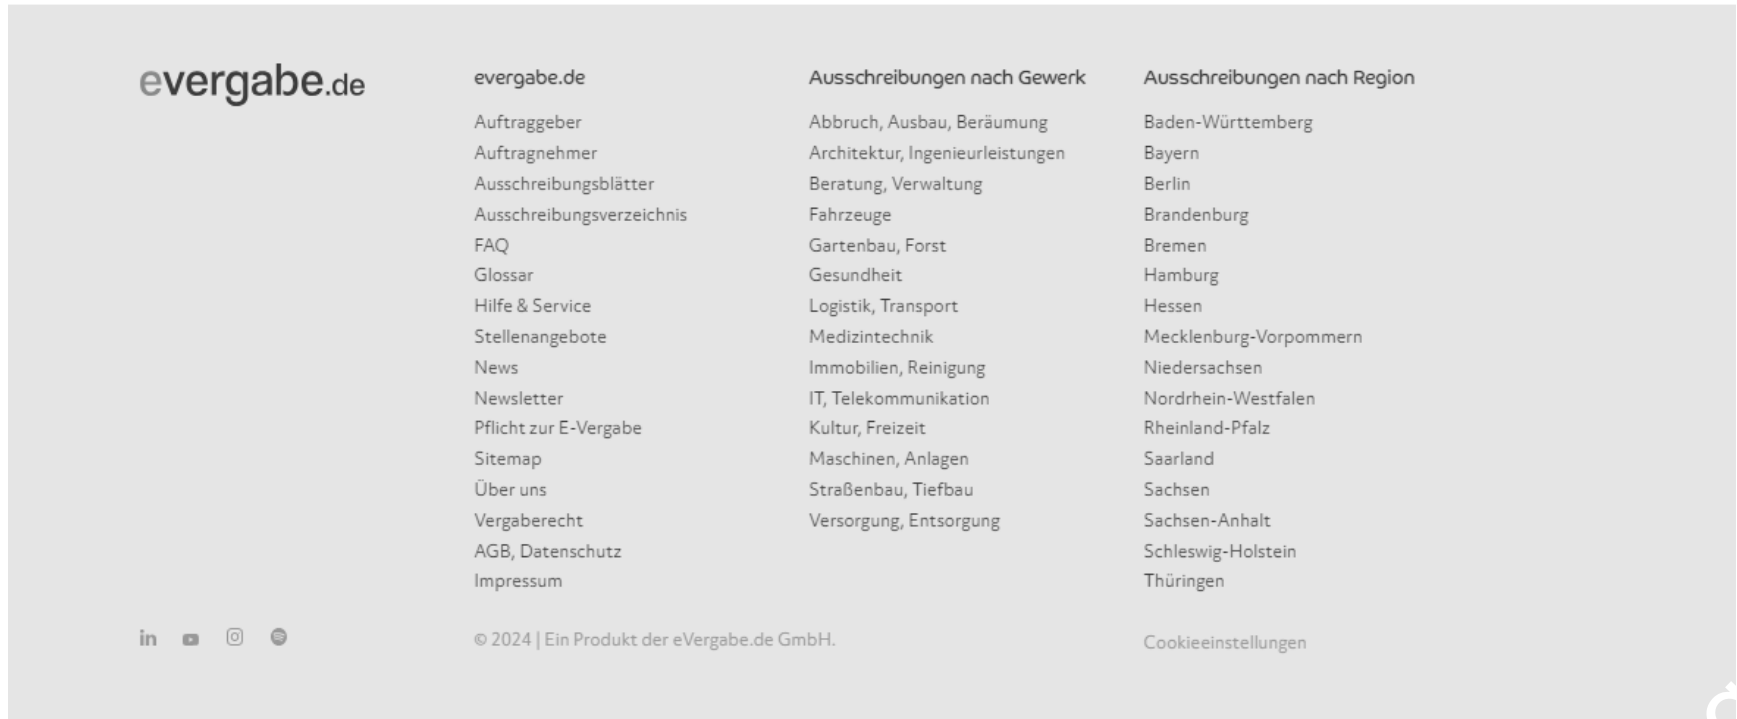 evergabe.de
evergabe.de
Auftraggeber
Auftragnehmer
Ausschreibungsblätter
Ausschreibungsverzeichnis
FAQ
Glossar
Hilfe & Service
Stellenangebote
News
Newsletter
Pflicht zur E-Vergabe
Sitemap
Über uns
Vergaberecht
AGB, Datenschutz
Impressum
Ausschreibungen nach Gewerk
Abbruch, Ausbau, Beräumung
Architektur, Ingenieurleistungen
Beratung, Verwaltung
Fahrzeuge
Gartenbau, Forst
Gesundheit
Logistik, Transport
Medizintechnik
Immobilien, Reinigung
IT, Telekommunikation
Kultur, Freizeit
Maschinen, Anlagen
Straßenbau, Tiefbau
Versorgung, Entsorgung
Ausschreibungen nach Region
Baden-Württemberg
Bayern
Berlin
Brandenburg
Bremen
Hamburg
Hessen
Mecklenburg-Vorpommern
Niedersachsen
Nordrhein-Westfalen
Rheinland-Pfalz
Saarland
Sachsen
Sachsen-Anhalt
Schleswig-Holstein
Thüringen
in
© 2024 | Ein Produkt der eVergabe.de GmbH.
Cookieeinstellungen